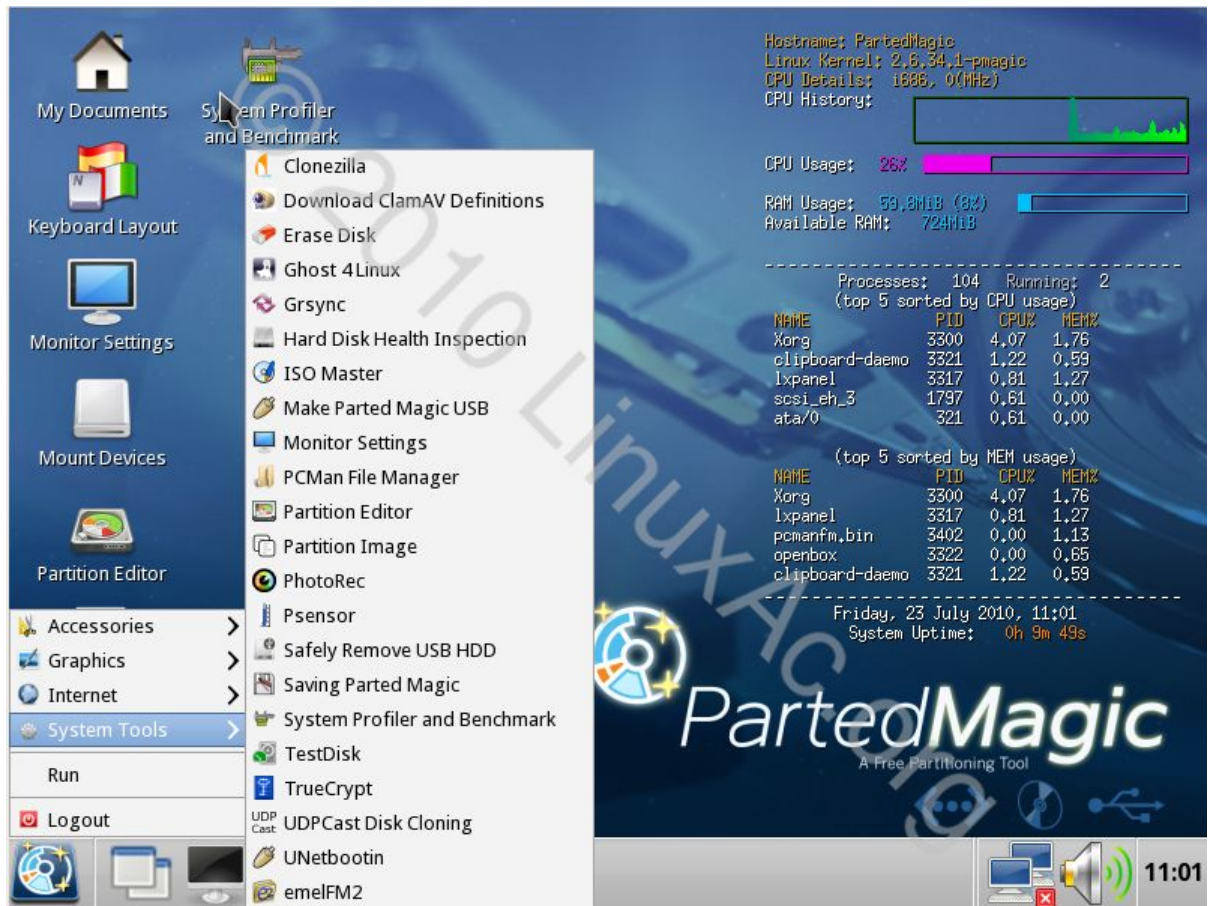 My Documents
System Profiler
and Benchmark
Keyboard Layout
N
Monitor Settings
Mount Devices
Partition Editor
Clonezilla
Download ClamAV Definitions
Erase Disk
Ghost 4 Linux
Grsync
Hard Disk Health Inspection
ISO Master
Make Parted Magic USB
Monitor Settings
PCMan File Manager
Partition Editor
Partition Image
PhotoRec
Psensor
Safely Remove USB HDD
Saving Parted Magic
System Profiler and Benchmark
TestDisk
TrueCrypt
UDP Cast UDPCast Disk Cloning
UNetbootin
emelFM2
Accessories
Graphics
Internet
System Tools
Run
Logout
Hostname: PartedMagic
Linux Kernel: 2.6.34.1-pmagic
CPU Details: i686, 0(MHz)
CPU History:
CPU Usage: 26%
RAM Usage: 59.8MiB (8%)
Available RAM: 724MiB
Processes: 104 Running: 2
(top 5 sorted by CPU usage)
NAME PID CPU% MEM%
Xorg 3300 4.07 1.76
clipboard-daemo 3321 1.22 0.59
lxpanel 3317 0.81 1.27
scsi_eh_3 1797 0.61 0.00
ata/0 321 0.61 0.00
(top 5 sorted by MEM usage)
NAME PID CPU% MEM%
Xorg 3300 4.07 1.76
lxpanel 3317 0.81 1.27
pcmanfm.bin 3402 0.00 1.13
openbox 3322 0.00 0.65
clipboard-daemo 3321 1.22 0.59
Friday, 23 July 2010, 11:01
System Uptime: 0h 9m 49s
PartedMagic
A Free Partitioning Tool
11:01
© 2010 LinuxAc.org